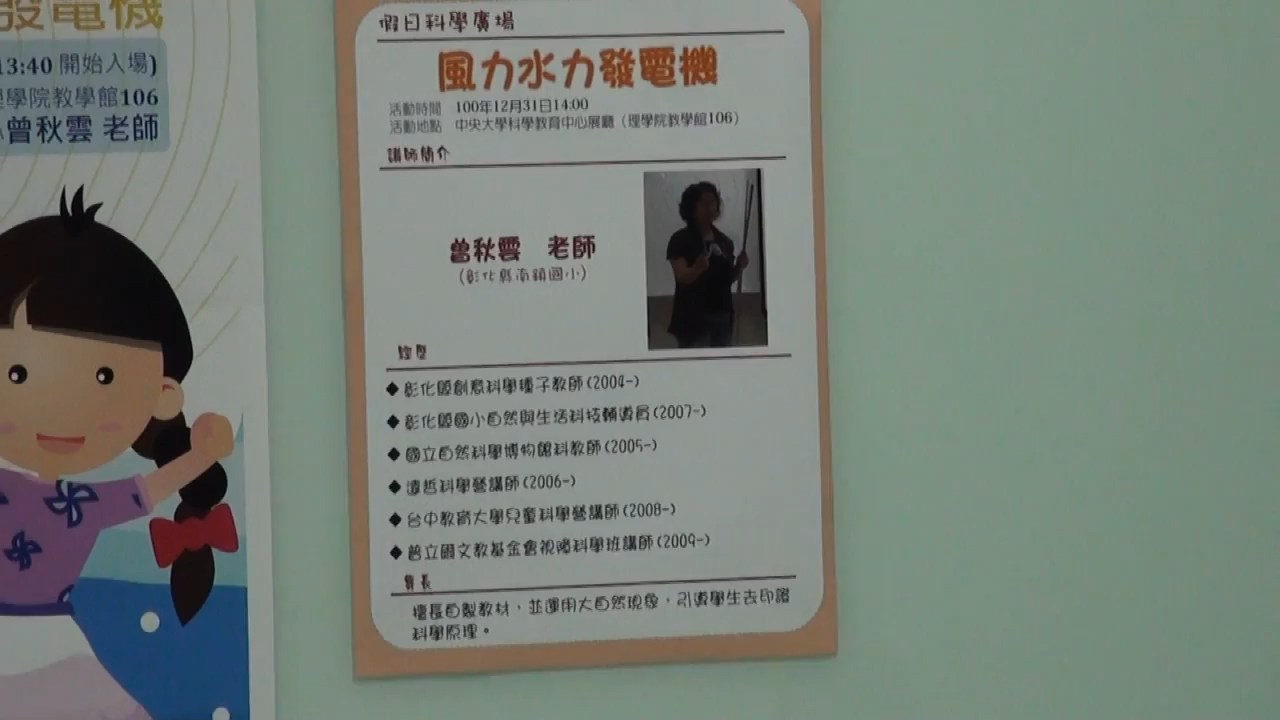 發電機
13:40 開始入場)
理學院教學館106
曾秋雲 老師
假日科學廣場
風力水力發電機
活動時間 100年12月31日14:00
活動地點 中央大學科學教育中心展廳（理學院教學館106）
講師簡介
曾秋雲 老師
(彰化縣南鎮國小)
經歷
◆ 彰化縣創意科學種子教師(2004-)
◆ 彰化縣國小自然與生活科技輔導員(2007-)
◆ 國立自然科學博物館科教師(2005-)
◆ 遠哲科學營講師(2006-)
◆ 台中教育大學兒童科學營講師(2008-)
◆ 普立爾文教基金會視障科學班講師(2009-)
專長
擅長自製教材，並運用大自然現象，引導學生去印證
科學原理。